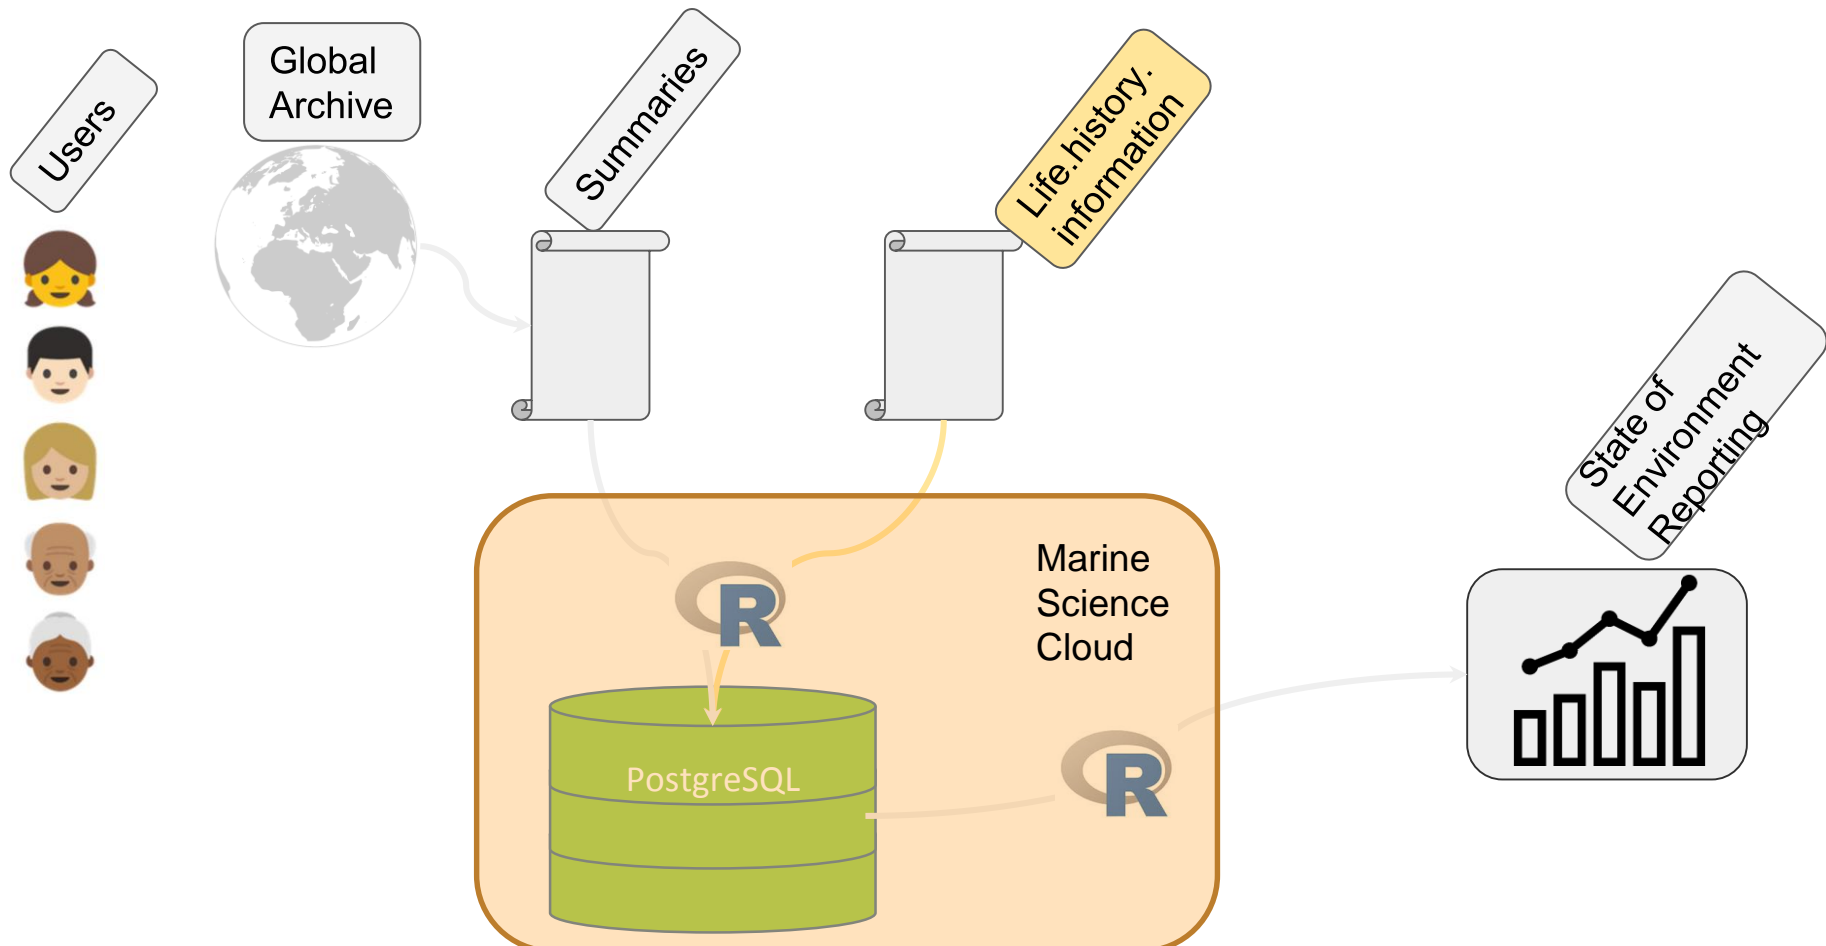 Users
Global
Archive
Summaries
Life.history.
information
State of
Environment
Reporting
Marine
Science
Cloud
R
PostgreSQL
R